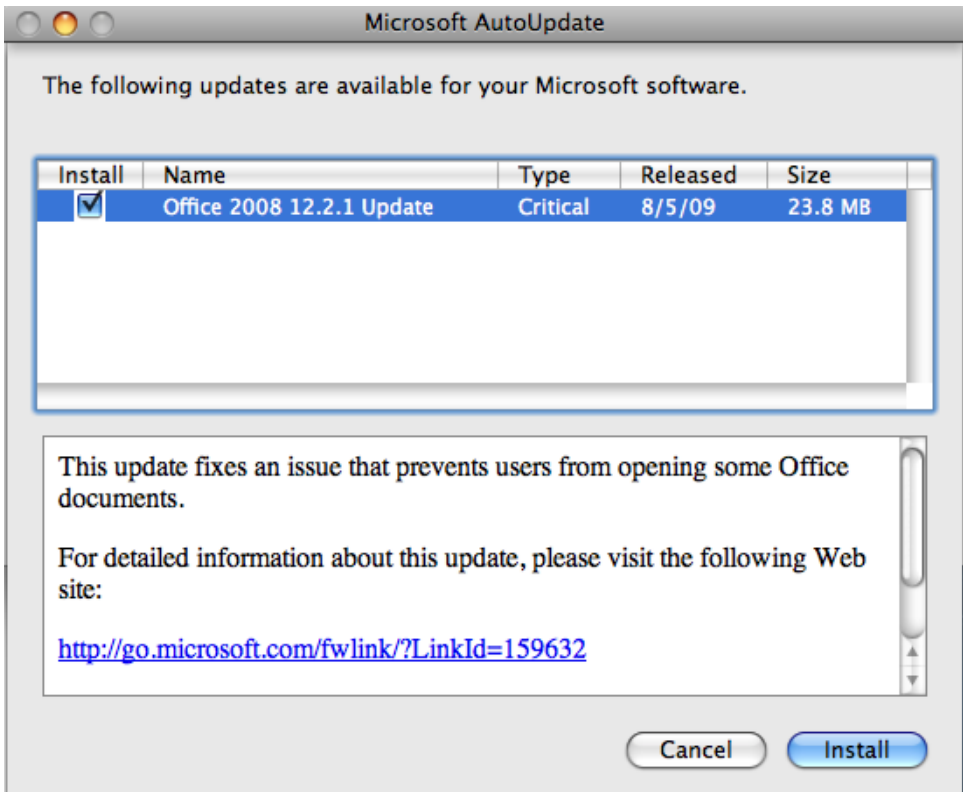 Microsoft AutoUpdate
The following updates are available for your Microsoft software.
Install Name Type Released Size
Office 2008 12.2.1 Update Critical 8/5/09 23.8 MB
This update fixes an issue that prevents users from opening some Office
documents.
For detailed information about this update, please visit the following Web
site:
http://go.microsoft.com/fwlink/?LinkId=159632
Cancel Install